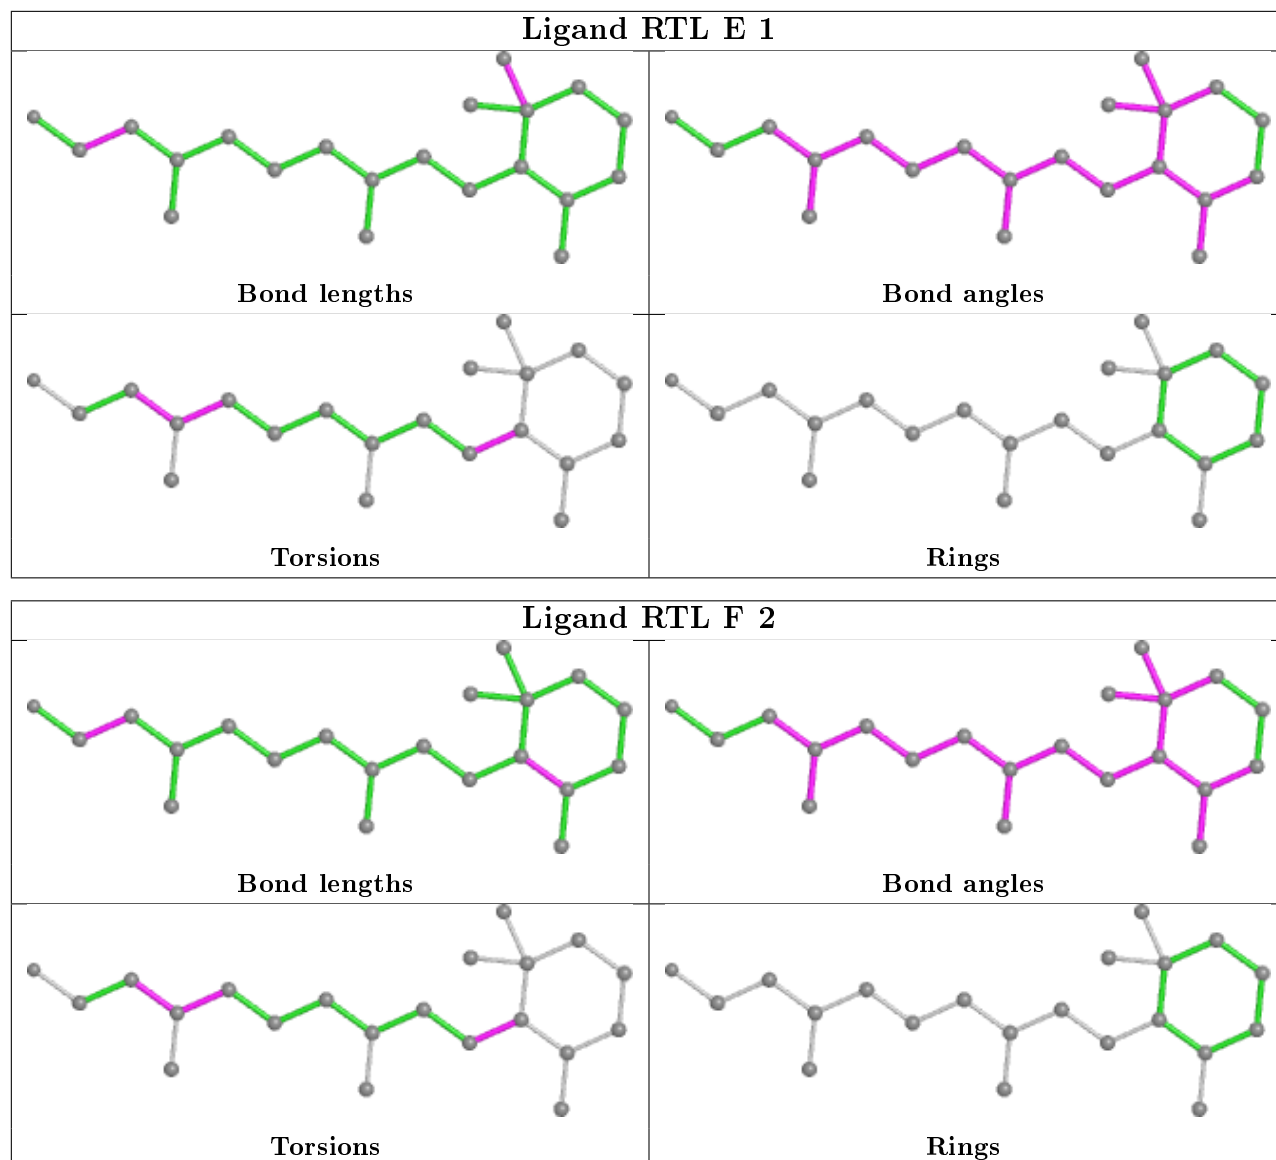 Ligand RTL E 1
Bond lengths
Bond angles
Torsions
Rings
Ligand RTL F 2
Bond lengths
Bond angles
Torsions
Rings